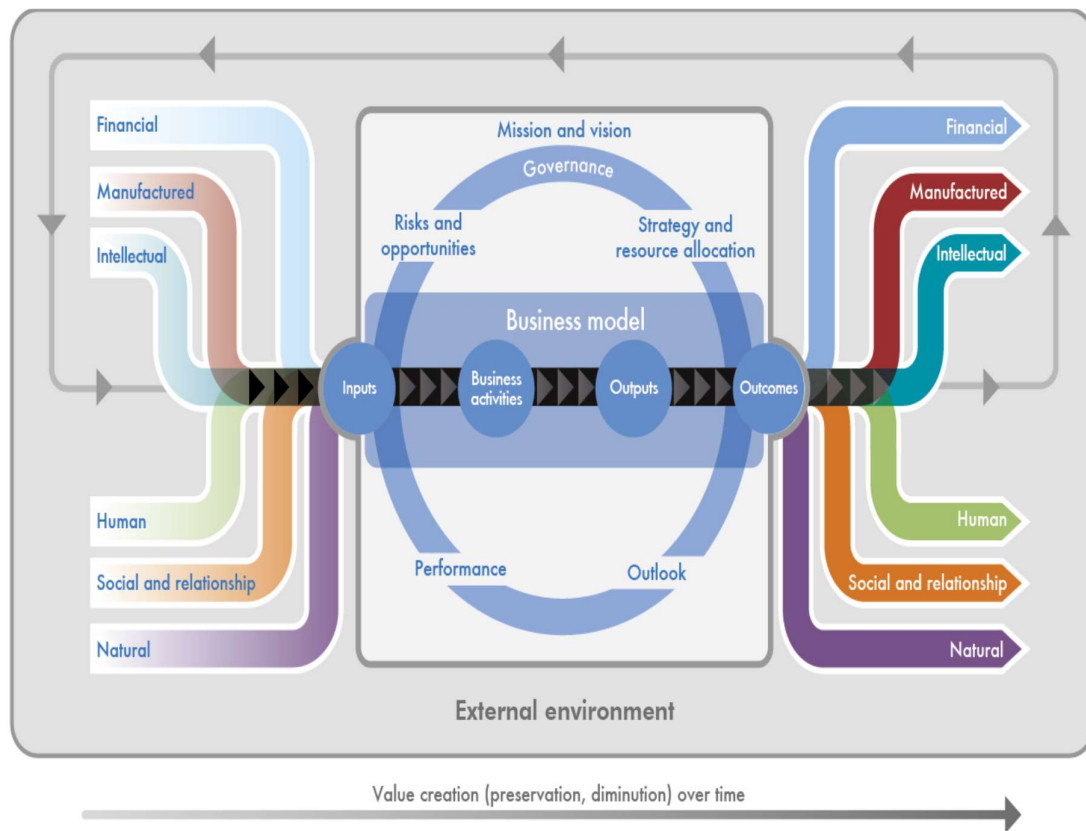 Financial
Manufactured
Intellectual
Human
Social and relationship
Natural
Mission and vision
Governance
Risks and
opportunities
Strategy and
resource allocation
Business model
Inputs
Business
activities
Outputs
Outcomes
Performance
Outlook
Financial
Manufactured
Intellectual
Human
Social and relationship
Natural
External environment
Value creation (preservation, diminution) over time